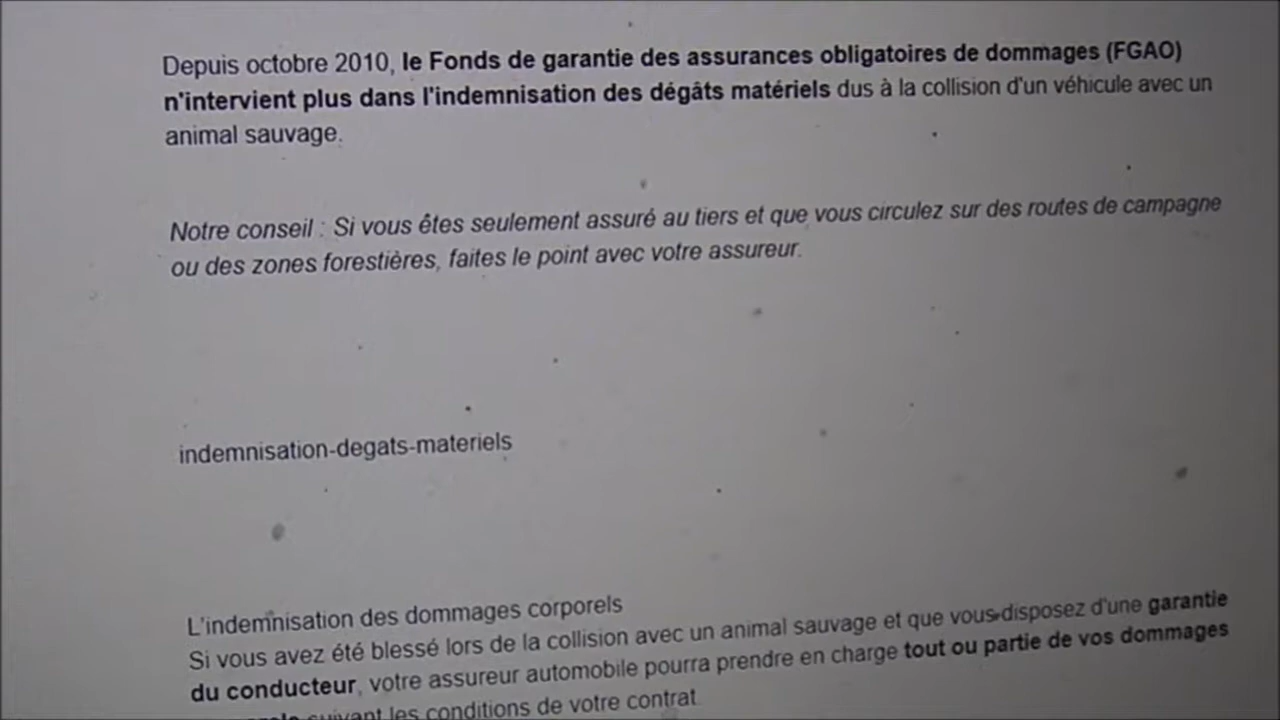 Depuis octobre 2010, le Fonds de garantie des assurances obligatoires de dommages (FGAO)
n'intervient plus dans l'indemnisation des dégâts matériels dus à la collision d'un véhicule avec un
animal sauvage.
Notre conseil : Si vous êtes seulement assuré au tiers et que vous circulez sur des routes de campagne
ou des zones forestières, faites le point avec votre assureur.
indemnisation-degats-materiels
L'indemnisation des dommages corporels
Si vous avez été blessé lors de la collision avec un animal sauvage et que vous disposez d'une garantie
du conducteur, votre assureur automobile pourra prendre en charge tout ou partie de vos dommages
suivant les conditions de votre contrat.